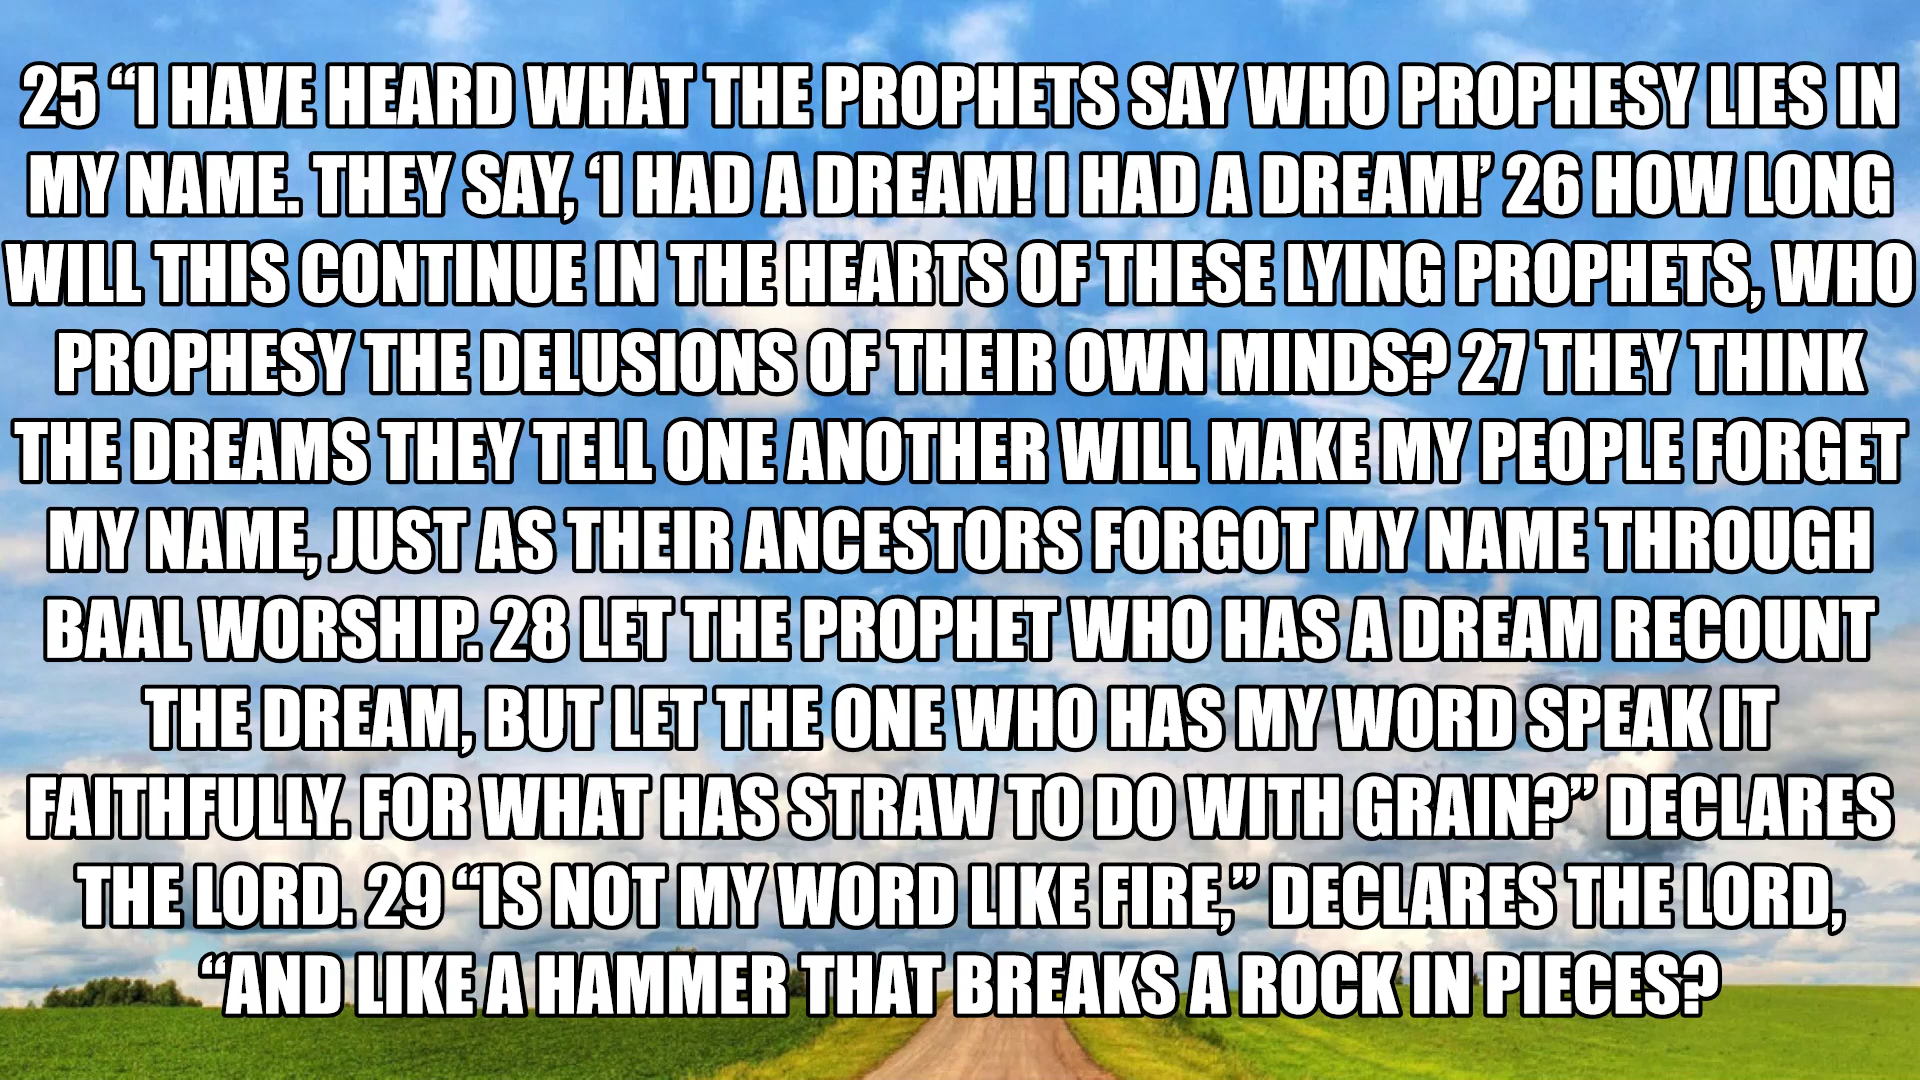 25 “I HAVE HEARD WHAT THE PROPHETS SAY WHO PROPHESY LIES IN
MY NAME. THEY SAY, ‘I HAD A DREAM! I HAD A DREAM!’ 26 HOW LONG
WILL THIS CONTINUE IN THE HEARTS OF THESE LYING PROPHETS, WHO
PROPHESY THE DELUSIONS OF THEIR OWN MINDS? 27 THEY THINK
THE DREAMS THEY TELL ONE ANOTHER WILL MAKE MY PEOPLE FORGET
MY NAME, JUST AS THEIR ANCESTORS FORGOT MY NAME THROUGH
BAAL WORSHIP. 28 LET THE PROPHET WHO HAS A DREAM RECOUNT
THE DREAM, BUT LET THE ONE WHO HAS MY WORD SPEAK IT
FAITHFULLY. FOR WHAT HAS STRAW TO DO WITH GRAIN?” DECLARES
THE LORD. 29 “IS NOT MY WORD LIKE FIRE,” DECLARES THE LORD,
“AND LIKE A HAMMER THAT BREAKS A ROCK IN PIECES?